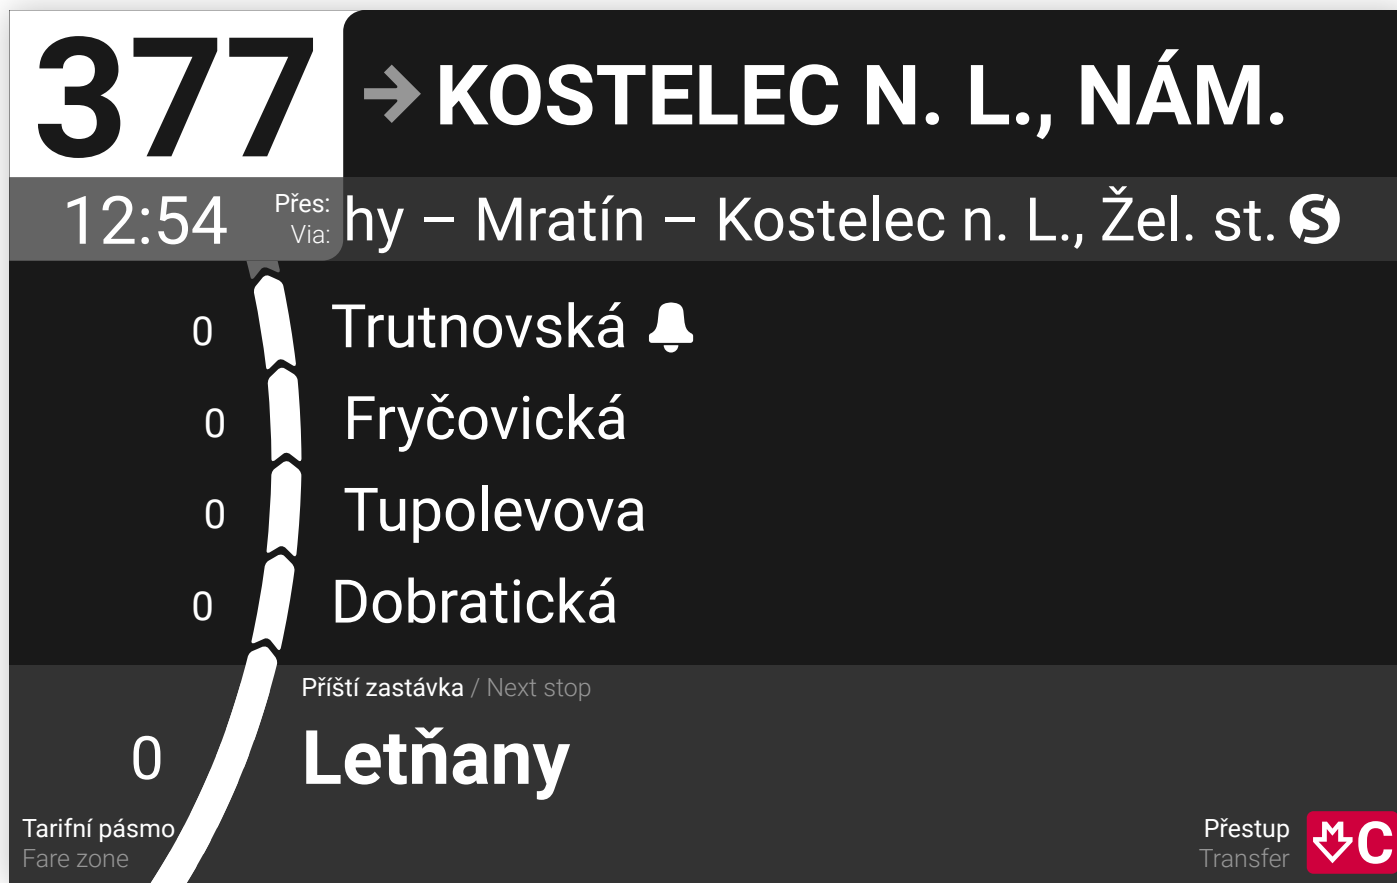 377
KOSTELEC N. L., NÁM.
12:54
Přes:
Via:
hy – Mratín – Kostelec n. L., Žel. st. S
0 Trutnovská
0 Fryčovická
0 Tupolevova
0 Dobratická
Příští zastávka / Next stop
0 Letňany
Tarifní pásmo
Fare zone
Přestup
Transfer
M C